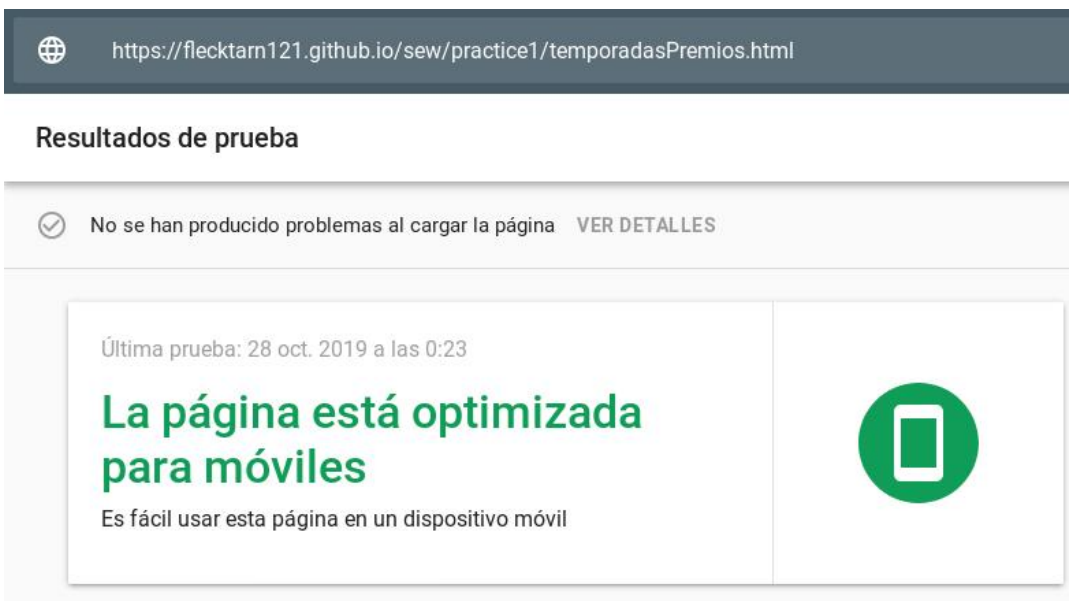 https://flecktarn121.github.io/sew/practice1/temporadasPremios.html
Resultados de prueba
No se han producido problemas al cargar la página VER DETALLES
Última prueba: 28 oct. 2019 a las 0:23
La página está optimizada
para móviles
Es fácil usar esta página en un dispositivo móvil